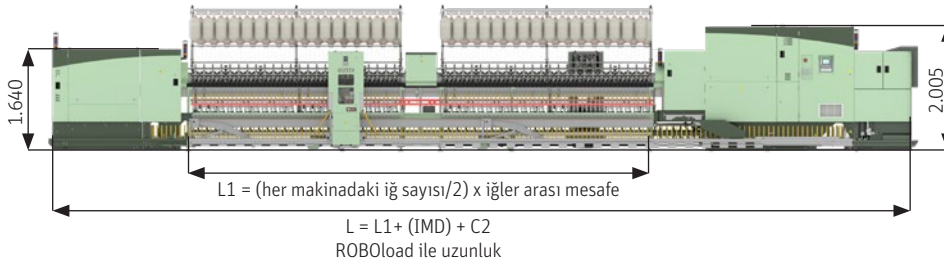 1.640
2.005
L1 = (her makinadaki iğ sayısı/2) x iğler arası mesafe
L = L1+ (IMD) + C2
ROBOload ile uzunluk